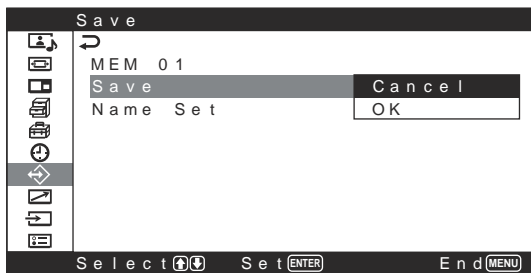 Save
MEM 01
Save Cancel
Name Set OK
Select Set ENTER End MENU